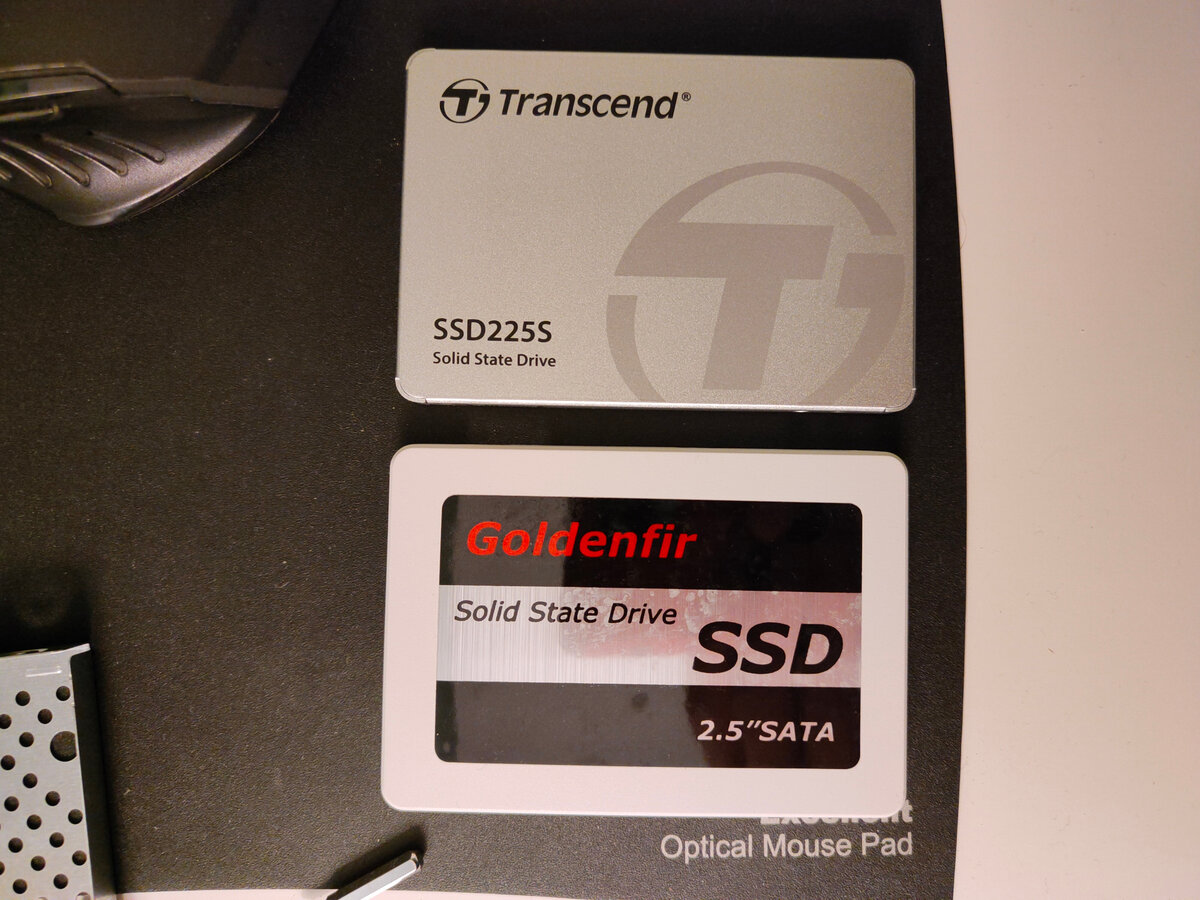 Transcend®
SSD225S
Solid State Drive
Goldenfir
Solid State Drive
SSD
2.5"SATA
Optical Mouse Pad